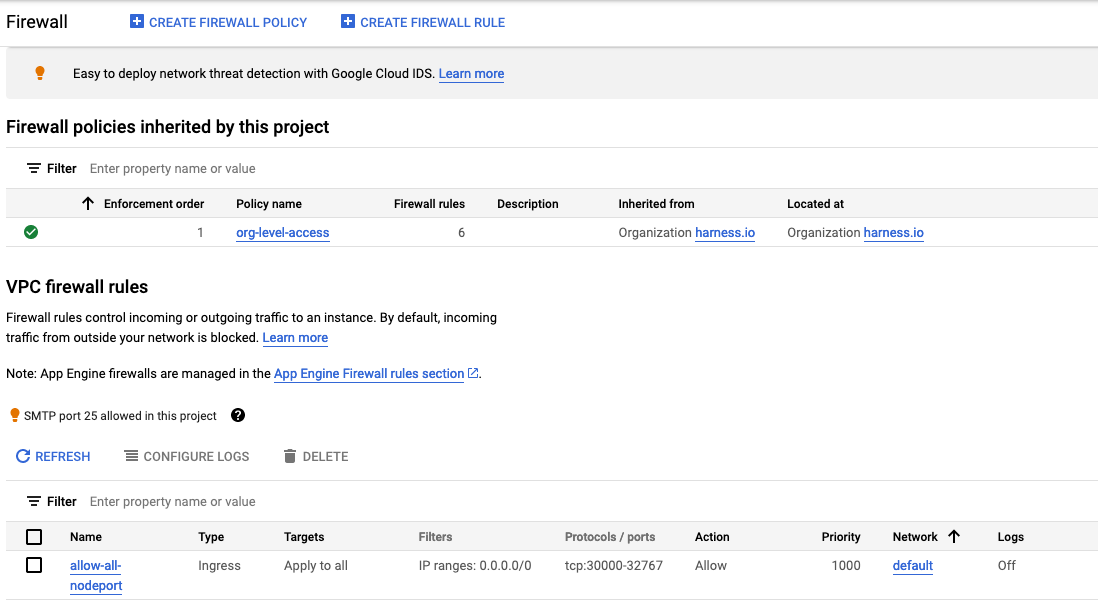 Firewall CREATE FIREWALL POLICY CREATE FIREWALL RULE
Easy to deploy network threat detection with Google Cloud IDS. Learn more
Firewall policies inherited by this project
Filter Enter property name or value
Enforcement order Policy name Firewall rules Description Inherited from Located at
1 org-level-access 6 Organization harness.io Organization harness.io
VPC firewall rules
Firewall rules control incoming or outgoing traffic to an instance. By default, incoming
traffic from outside your network is blocked. Learn more
Note: App Engine firewalls are managed in the App Engine Firewall rules section.
SMTP port 25 allowed in this project ?
REFRESH CONFIGURE LOGS DELETE
Filter Enter property name or value
Name Type Targets Filters Protocols / ports Action Priority Network Logs
allow-all- Ingress Apply to all IP ranges: 0.0.0.0/0 tcp:30000-32767 Allow 1000 default Off
nodeport